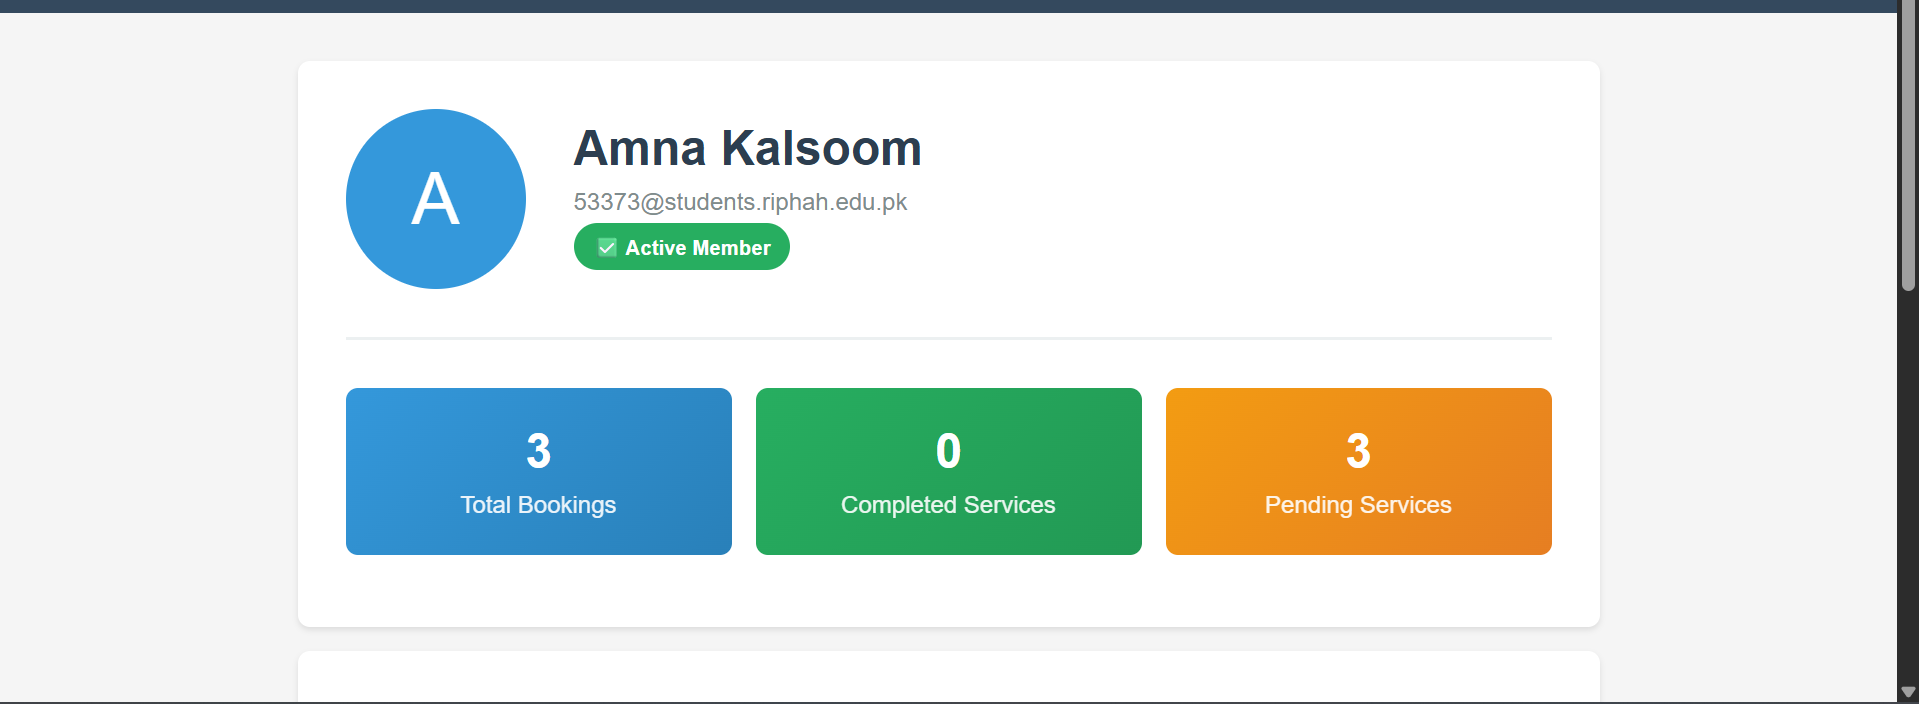 A
Amna Kalsoom
53373@students.riphah.edu.pk
✅ Active Member
3
Total Bookings
0
Completed Services
3
Pending Services